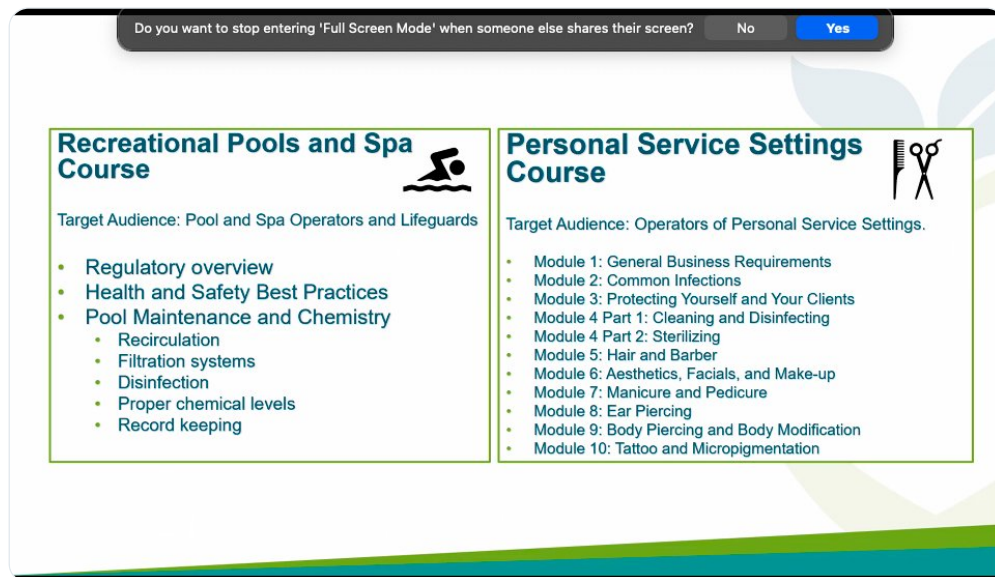 Do you want to stop entering 'Full Screen Mode' when someone else shares their screen?
No
Yes
Recreational Pools and Spa
Course
Target Audience: Pool and Spa Operators and Lifeguards
• Regulatory overview
• Health and Safety Best Practices
• Pool Maintenance and Chemistry
• Recirculation
• Filtration systems
• Disinfection
• Proper chemical levels
• Record keeping
Personal Service Settings
Course
Target Audience: Operators of Personal Service Settings.
• Module 1: General Business Requirements
• Module 2: Common Infections
• Module 3: Protecting Yourself and Your Clients
• Module 4 Part 1: Cleaning and Disinfecting
• Module 4 Part 2: Sterilizing
• Module 5: Hair and Barber
• Module 6: Aesthetics, Facials, and Make-up
• Module 7: Manicure and Pedicure
• Module 8: Ear Piercing
• Module 9: Body Piercing and Body Modification
• Module 10: Tattoo and Micropigmentation